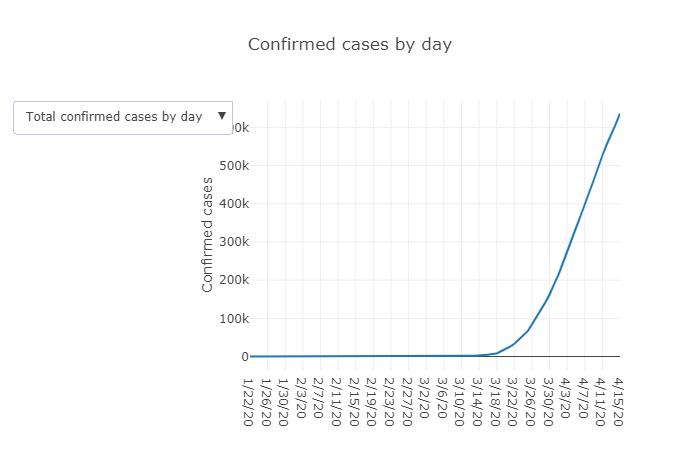 Confirmed cases by day
Total confirmed cases by day ▼
00k
500k
400k
300k
200k
100k
0
Confirmed cases
1/22/20
1/26/20
1/30/20
2/3/20
2/7/20
2/11/20
2/15/20
2/19/20
2/23/20
2/27/20
3/2/20
3/6/20
3/10/20
3/14/20
3/18/20
3/22/20
3/26/20
3/30/20
4/3/20
4/7/20
4/11/20
4/15/20